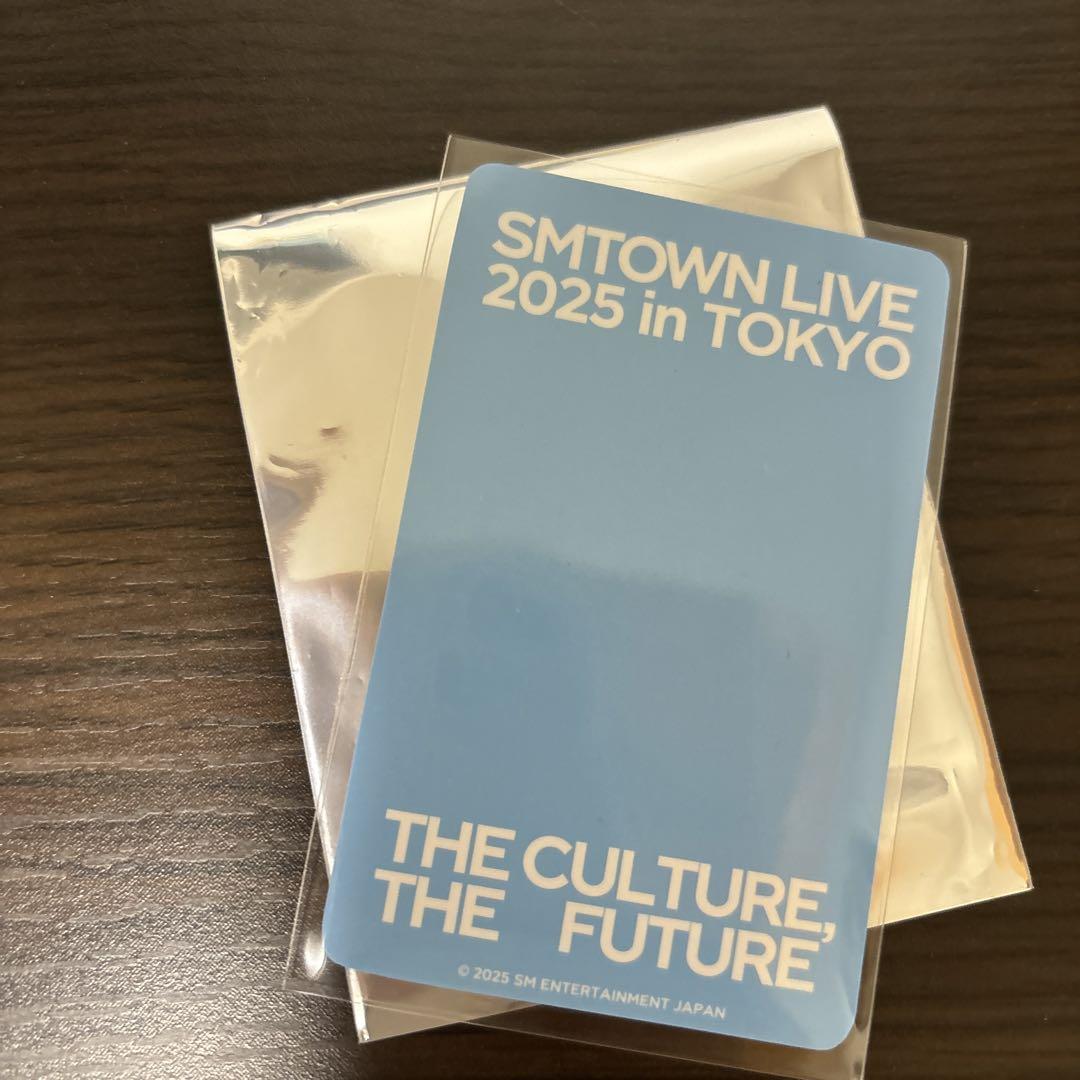 SMTOWN LIVE
2025 in TOKYO
THE CULTURE,
THE FUTURE
© 2025 SM ENTERTAINMENT JAPAN